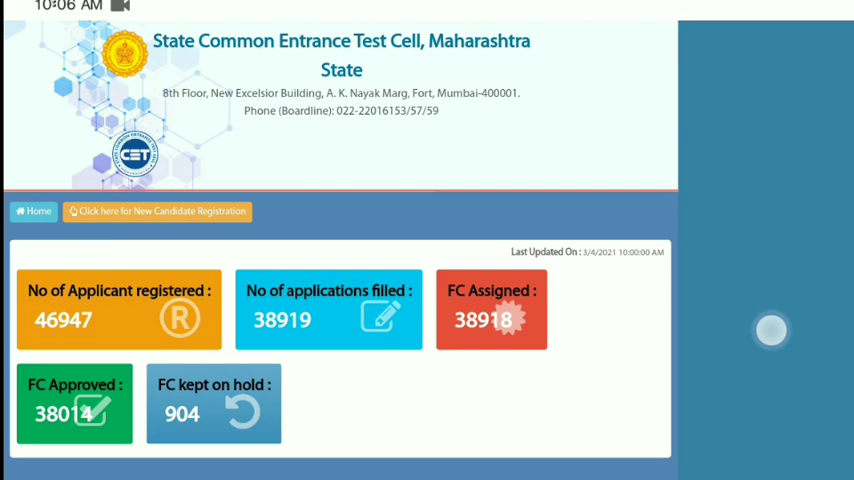 10:06 AM
State Common Entrance Test Cell, Maharashtra
State
8th Floor, New Excelsior Building, A. K. Nayak Marg, Fort, Mumbai-400001.
Phone (Boardline): 022-22016153/57/59
CET
Home
Click here for New Candidate Registration
Last Updated On : 3/4/2021 10:00:00 AM
No of Applicant registered :
46947
R
No of applications filled :
38919
FC Assigned :
38918
FC Approved :
38014
FC kept on hold :
904